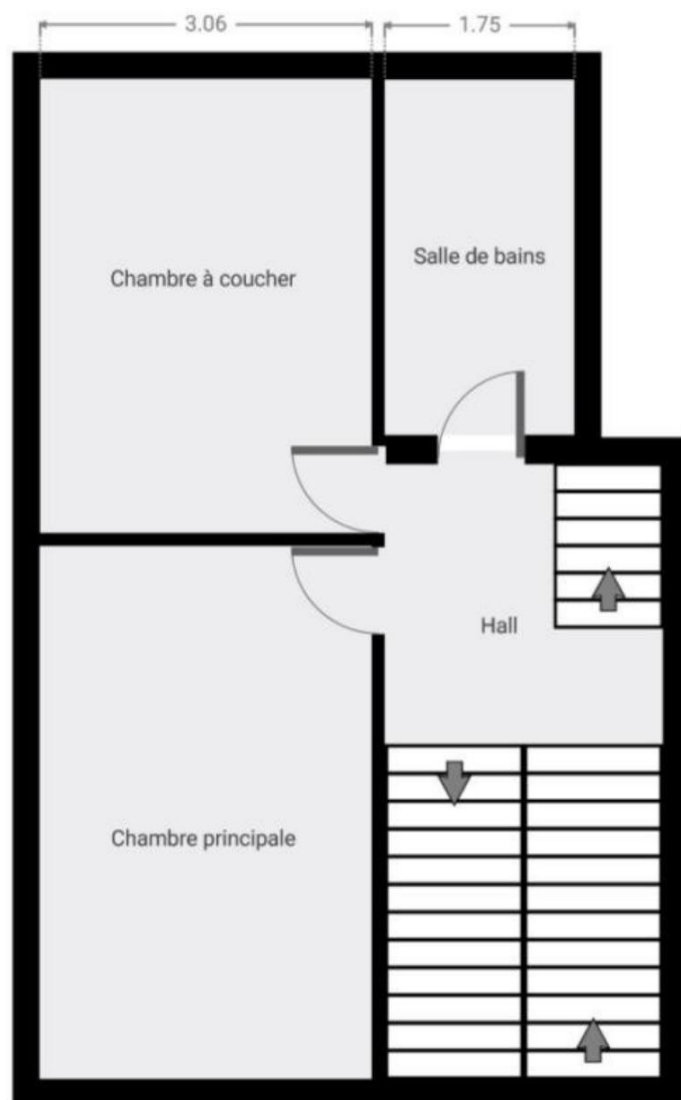 3.06
1.75
Chambre à coucher
Salle de bains
Hall
Chambre principale